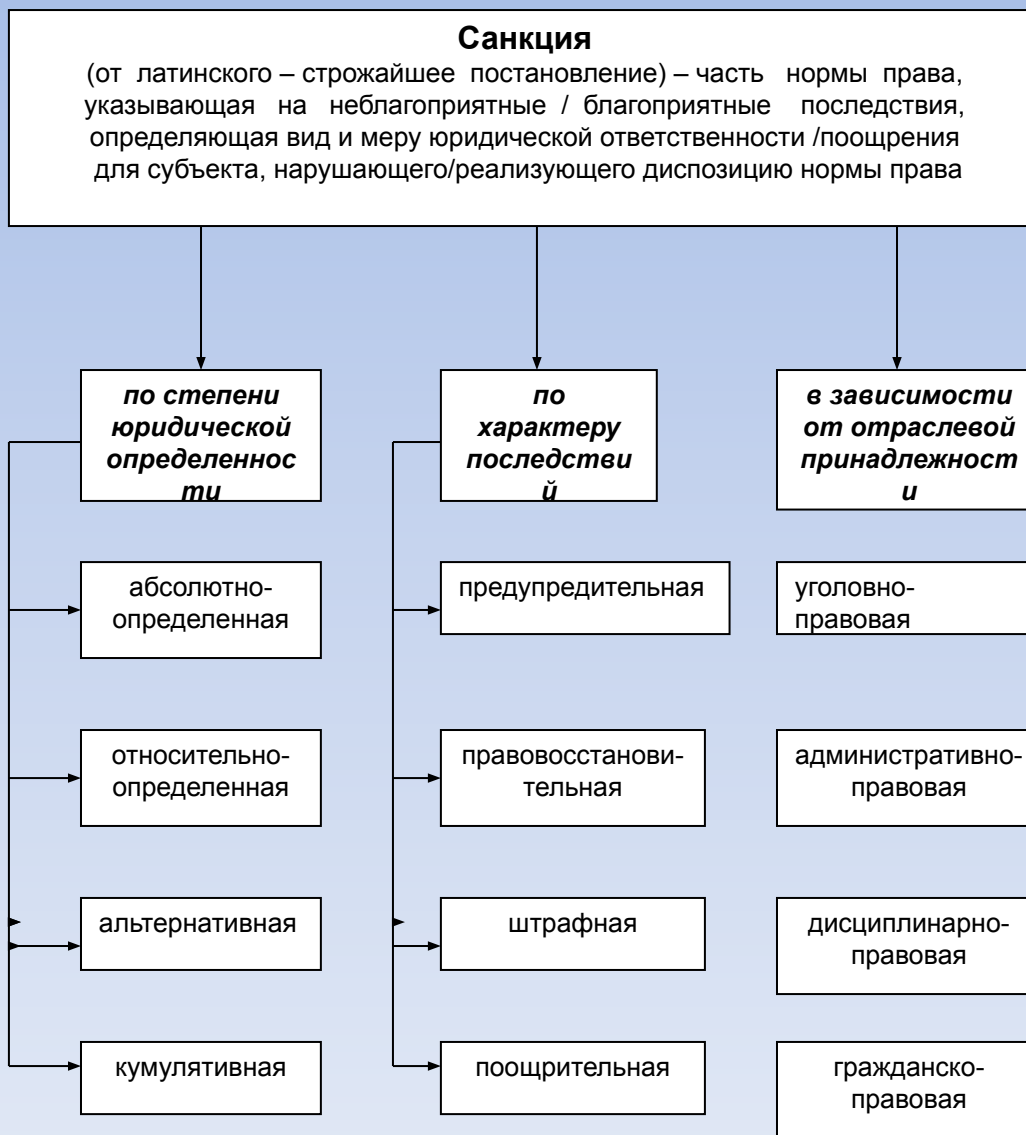 Санкция
(от латинского – строжайшее постановление) – часть нормы права,
указывающая на неблагоприятные / благоприятные последствия,
определяющая вид и меру юридической ответственности /поощрения
для субъекта, нарушающего/реализующего диспозицию нормы права
по степени
юридической
определеннос
ти
абсолютно-
определенная
относительно-
определенная
альтернативная
кумулятивная
по
характеру
последстви
й
предупредительная
правовосстанови-
тельная
штрафная
поощрительная
в зависимости
от отраслевой
принадлежност
и
уголовно-
правовая
административно-
правовая
дисциплинарно-
правовая
гражданско-
правовая